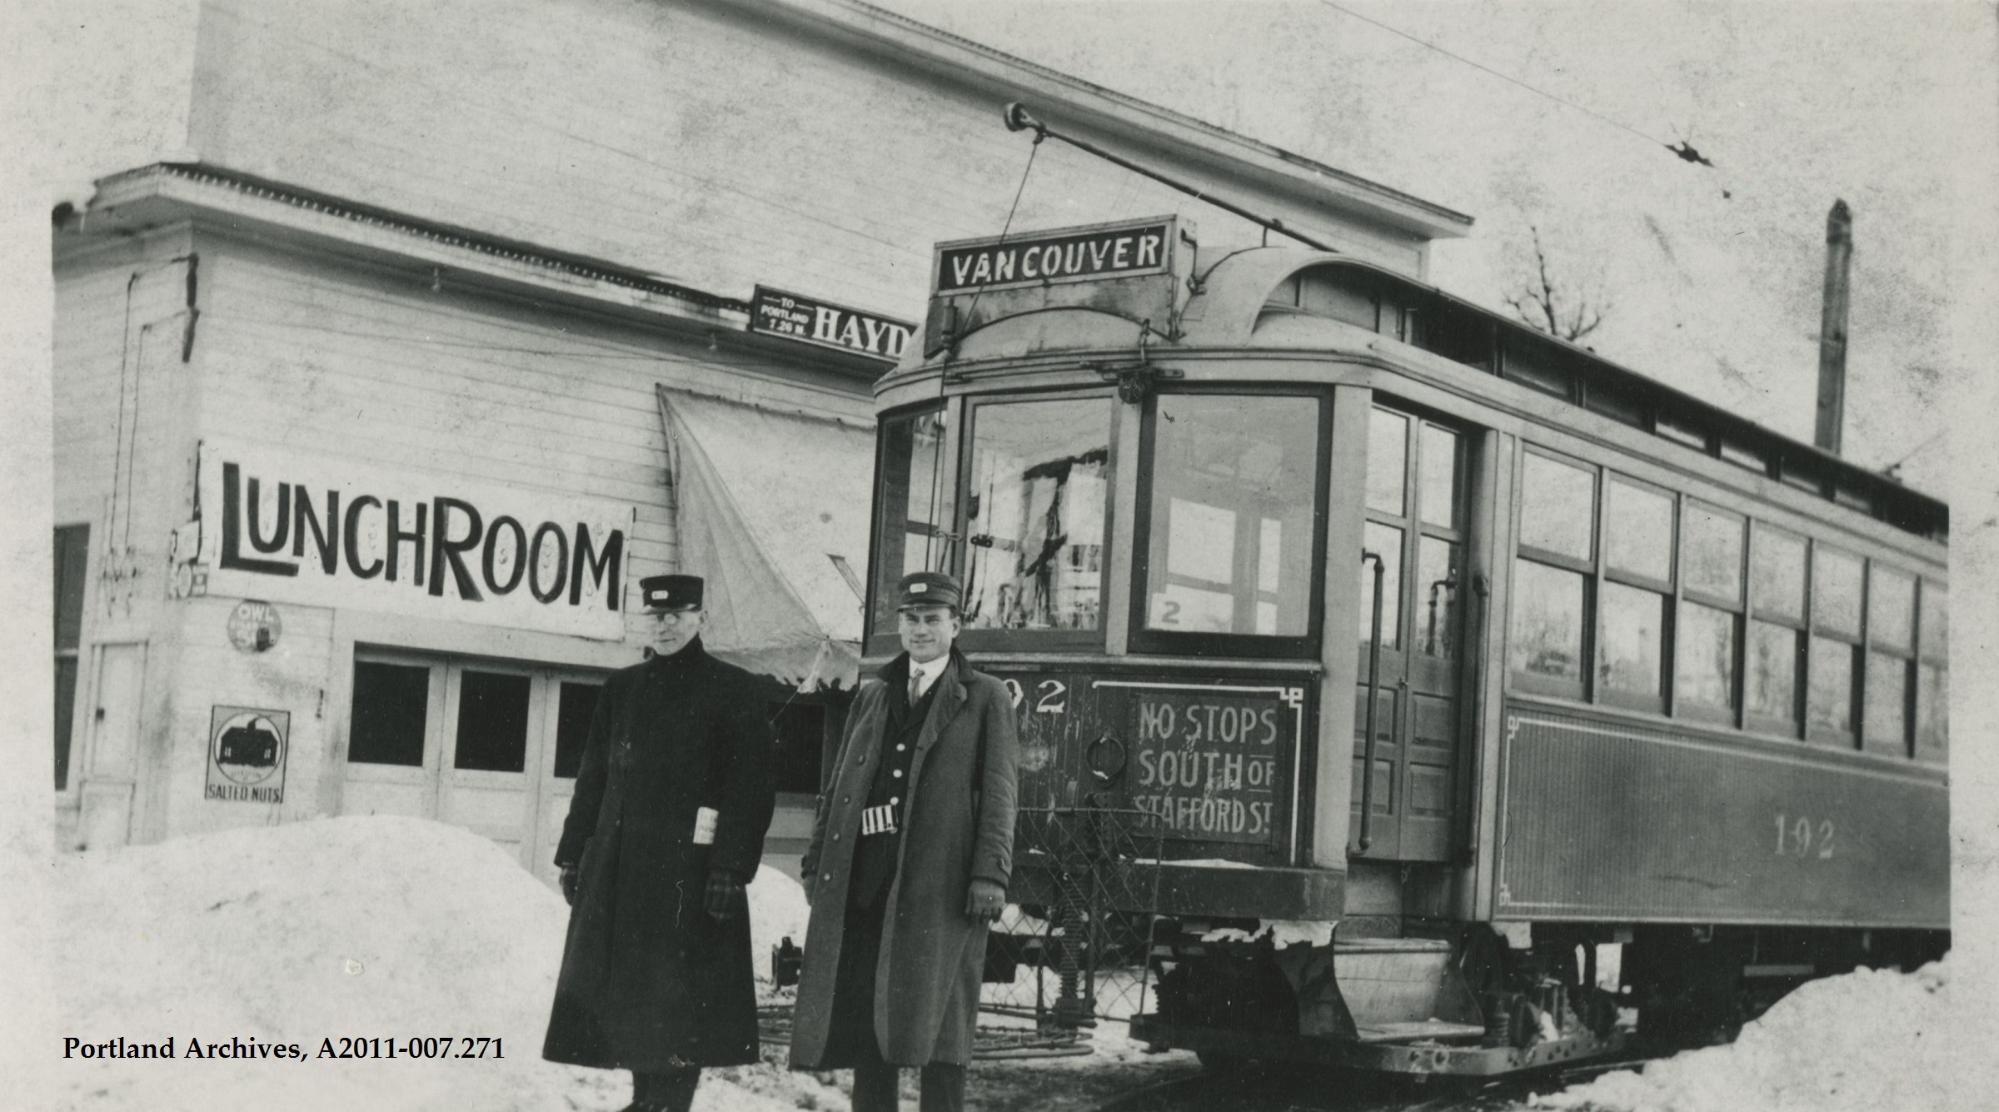 VANCOUVER
TO
PORTLAND
7.26 M.
HAYD
LUNCHROOM
OWL
SALTED NUTS
2
92
NO STOPS
SOUTH OF
STAFFORD ST
192
Portland Archives, A2011-007.271